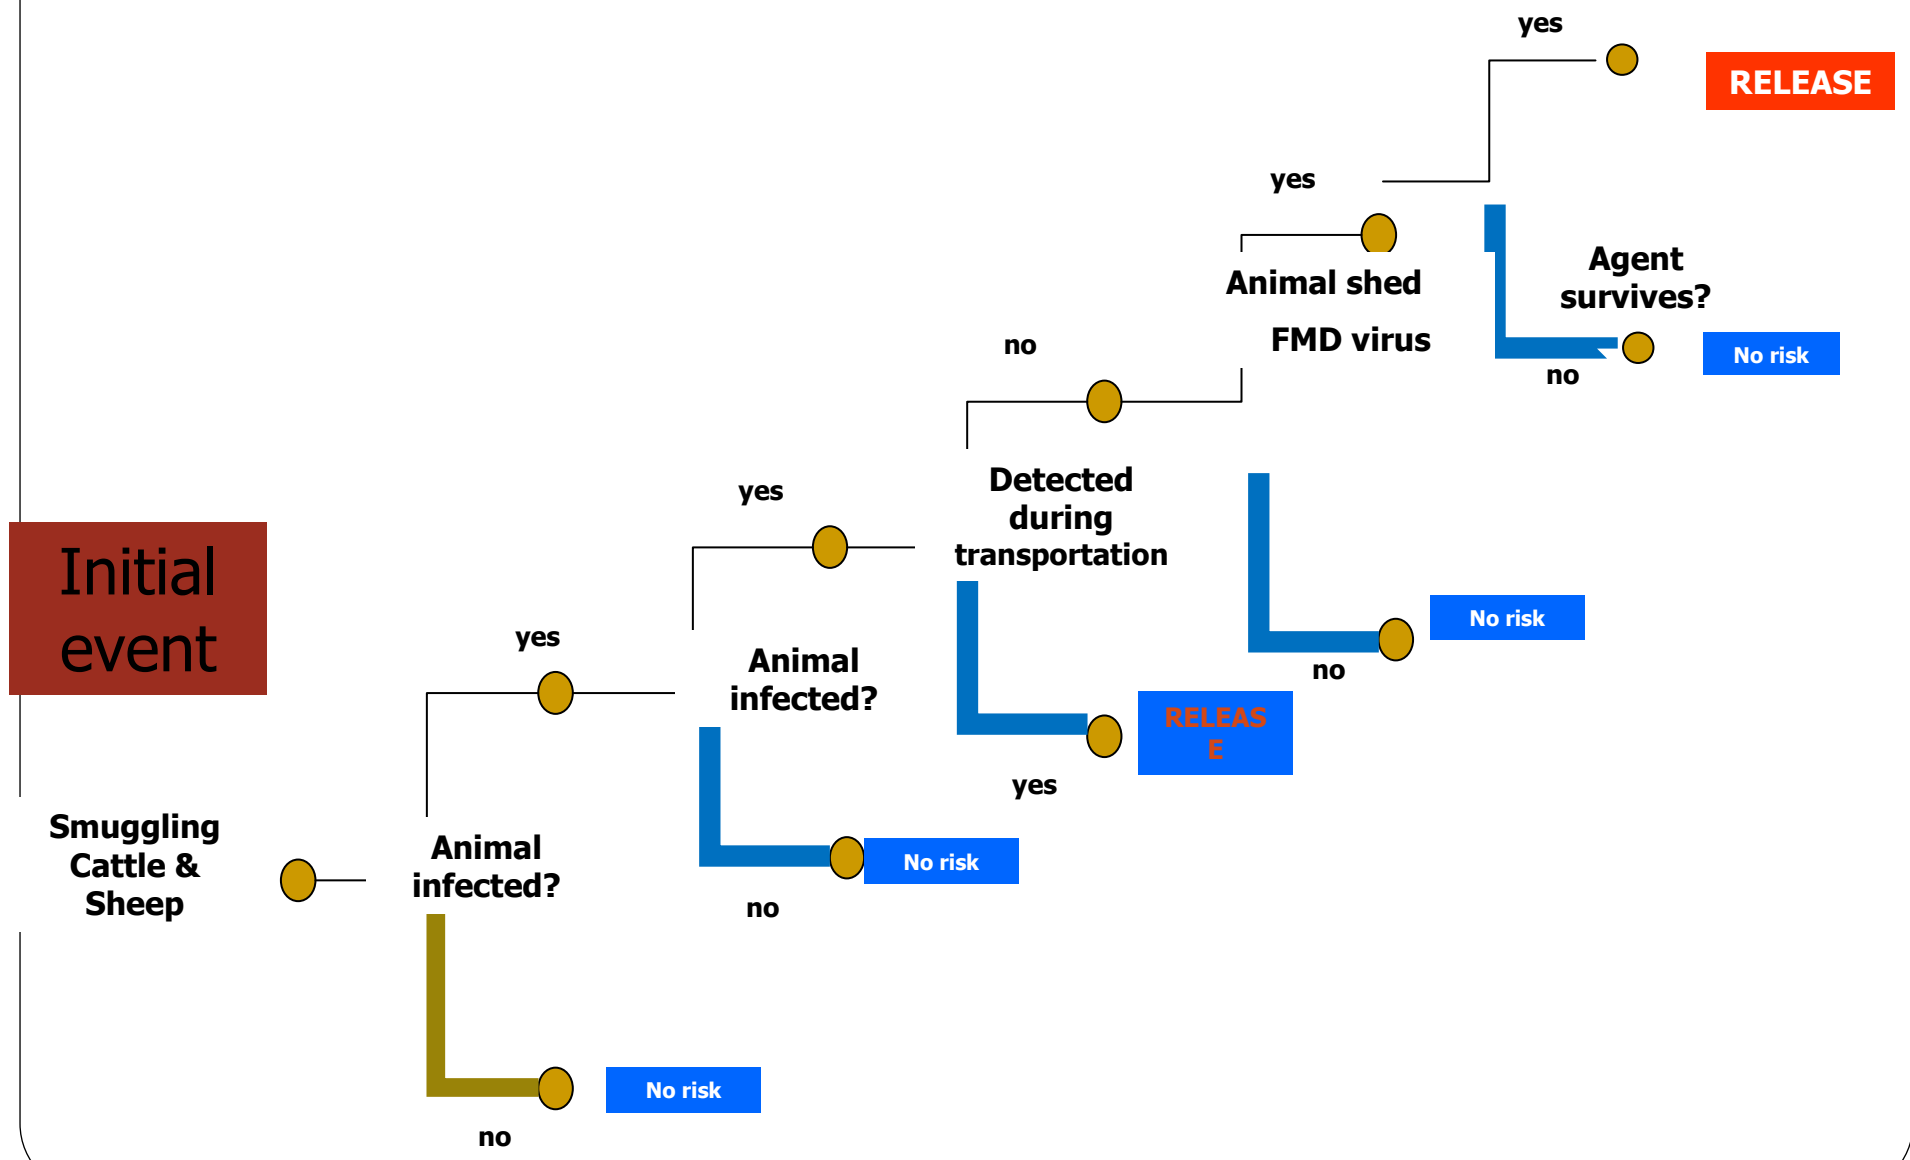 yes
RELEASE
yes
Agent
survives?
Animal shed
FMD virus
no
No risk
no
Detected
during
transportation
yes
Initial
event
No risk
no
yes
Animal
infected?
RELEAS
E
yes
Smuggling
Cattle &
Sheep
Animal
infected?
No risk
no
No risk
no